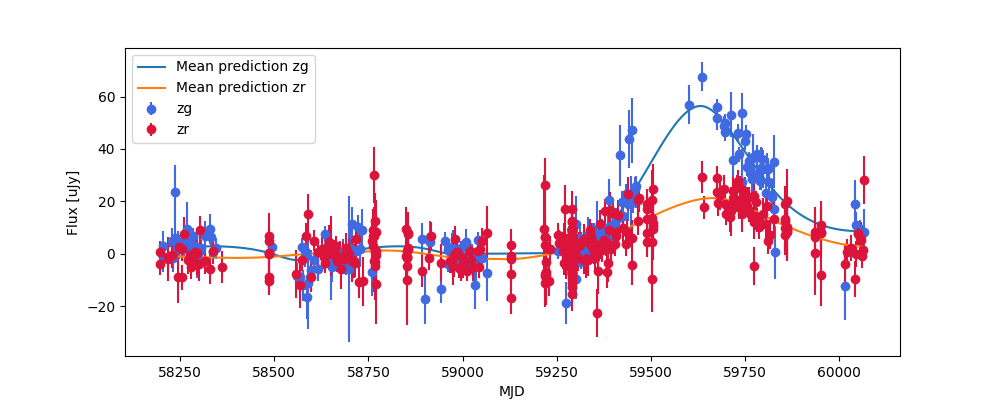 Mean prediction zg
Mean prediction zr
zg
zr
Flux [uJy]
60
40
20
0
−20
58250
58500
58750
59000
59250
59500
59750
60000
MJD